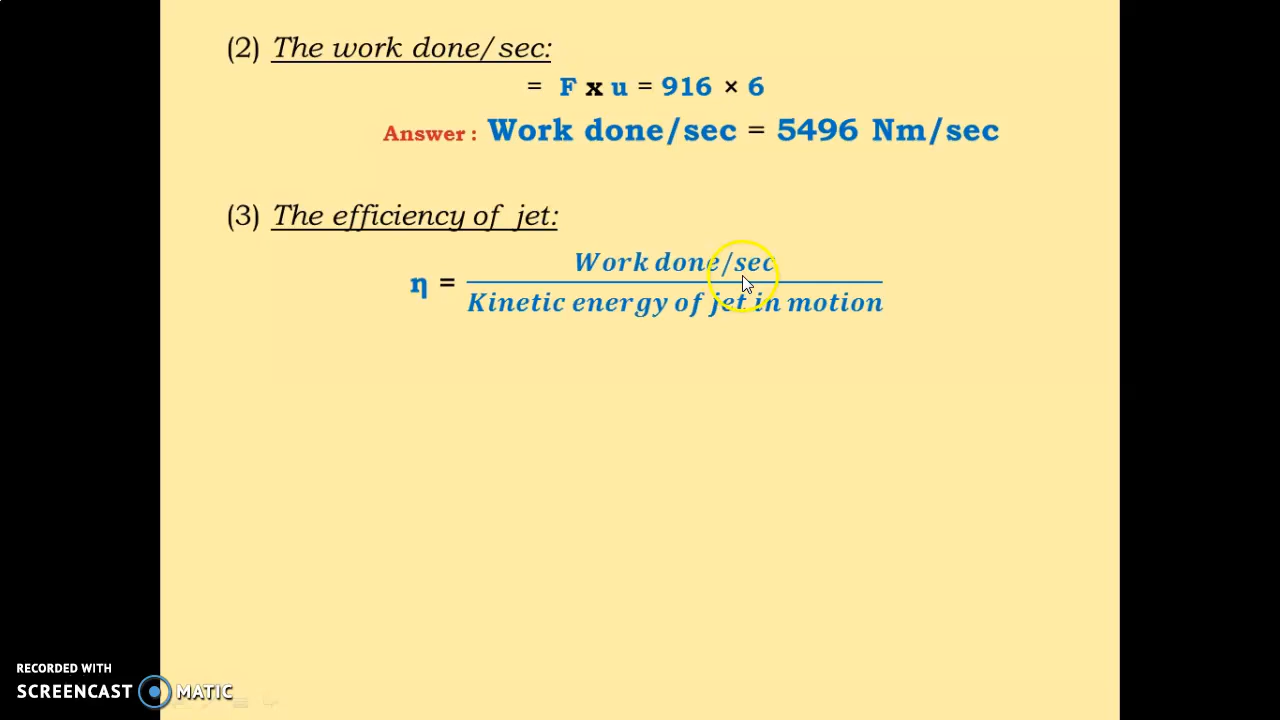 (2) The work done/sec:
= F x u = 916 × 6
Answer : Work done/sec = 5496 Nm/sec
(3) The efficiency of jet:
η = Work done/sec
Kinetic energy of jet in motion
RECORDED WITH
SCREENCAST MATIC